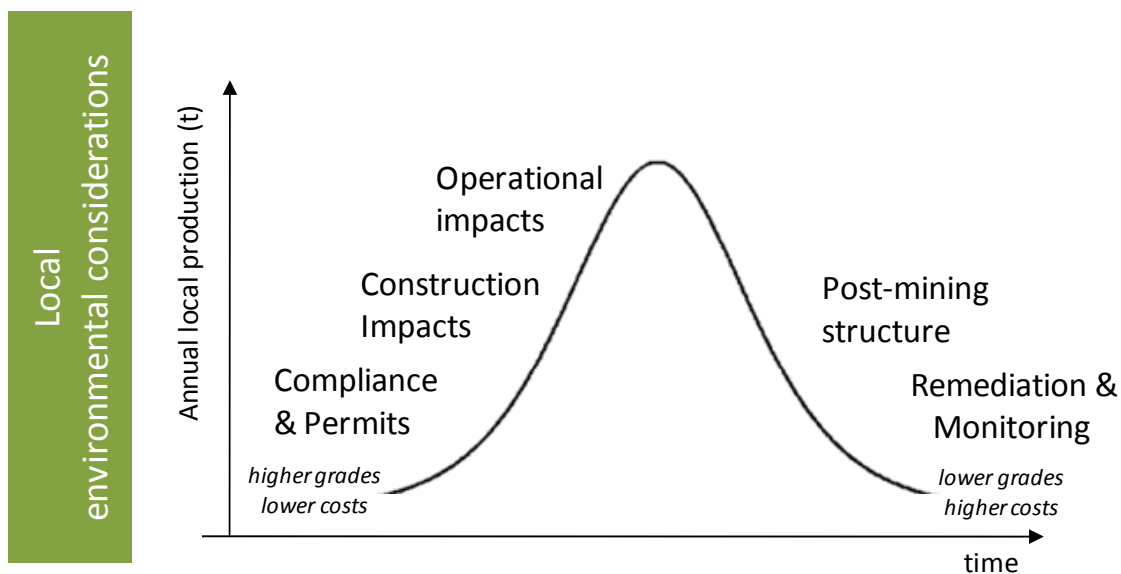 Local
environmental considerations
Annual local production (t)
Operational
impacts
Construction
Impacts
Compliance
& Permits
higher grades
lower costs
Post-mining
structure
Remediation &
Monitoring
lower grades
higher costs
time